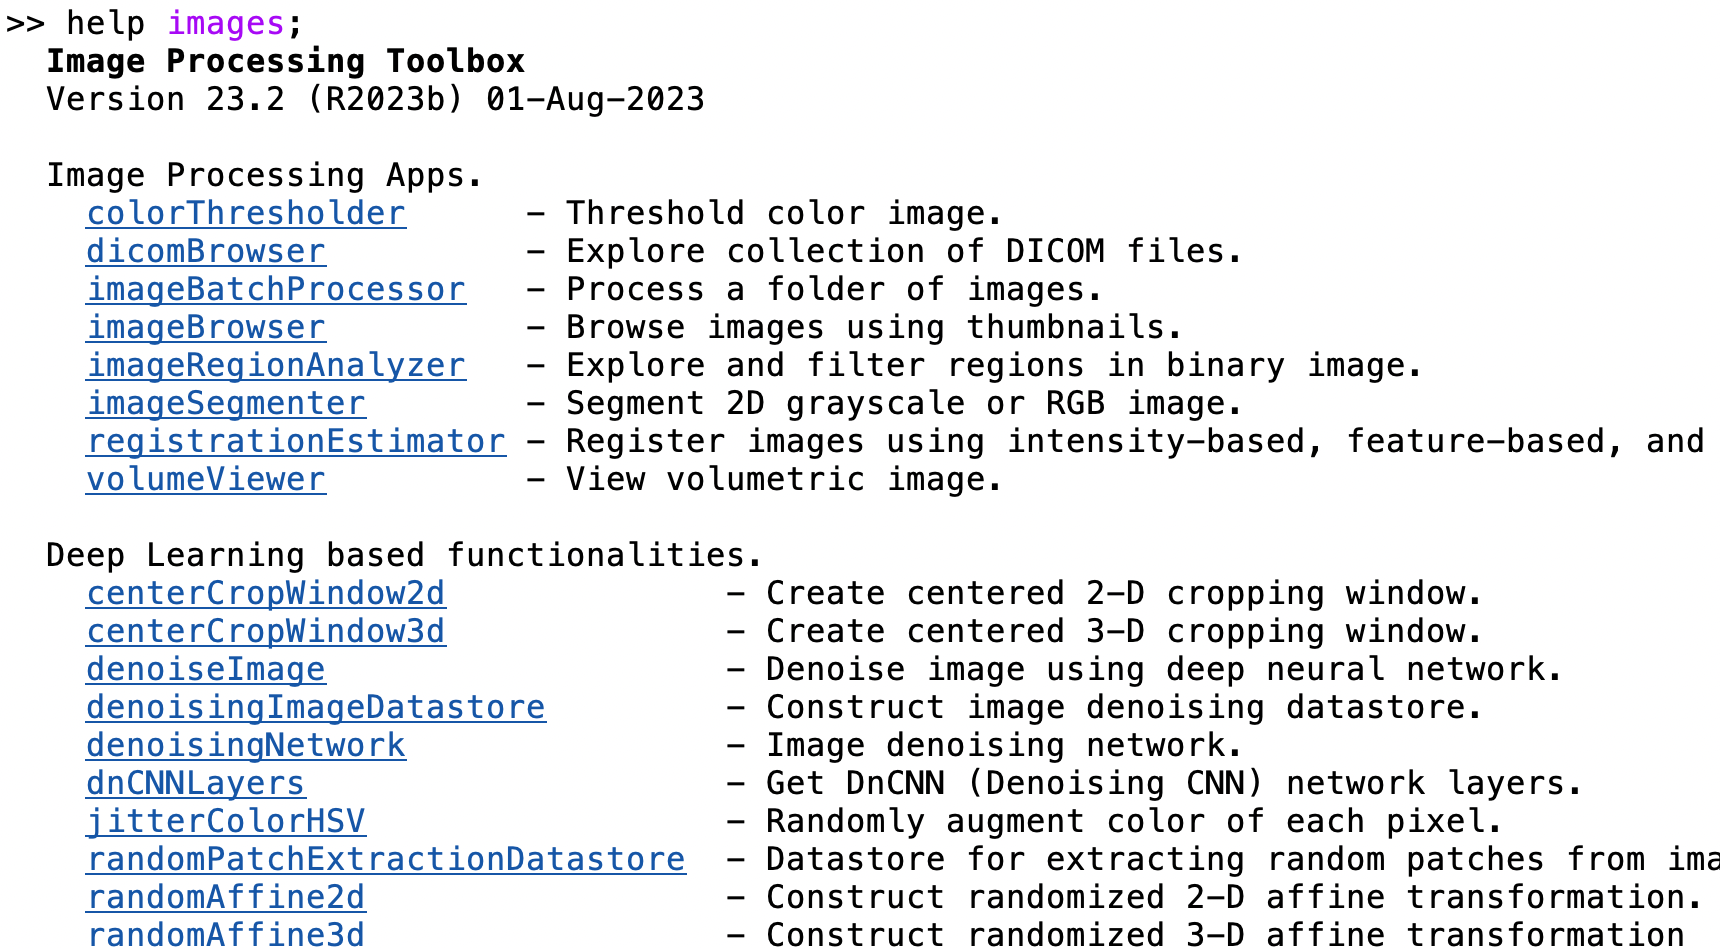 >> help images;
Image Processing Toolbox
Version 23.2 (R2023b) 01-Aug-2023
Image Processing Apps.
colorThresholder - Threshold color image.
dicomBrowser - Explore collection of DICOM files.
imageBatchProcessor - Process a folder of images.
imageBrowser - Browse images using thumbnails.
imageRegionAnalyzer - Explore and filter regions in binary image.
imageSegmenter - Segment 2D grayscale or RGB image.
registrationEstimator - Register images using intensity-based, feature-based, and
volumeViewer - View volumetric image.
Deep Learning based functionalities.
centerCropWindow2d - Create centered 2-D cropping window.
centerCropWindow3d - Create centered 3-D cropping window.
denoiseImage - Denoise image using deep neural network.
denoisingImageDatastore - Construct image denoising datastore.
denoisingNetwork - Image denoising network.
dnCNNLayers - Get DnCNN (Denoising CNN) network layers.
jitterColorHSV - Randomly augment color of each pixel.
randomPatchExtractionDatastore - Datastore for extracting random patches from ima
randomAffine2d - Construct randomized 2-D affine transformation.
randomAffine3d - Construct randomized 3-D affine transformation